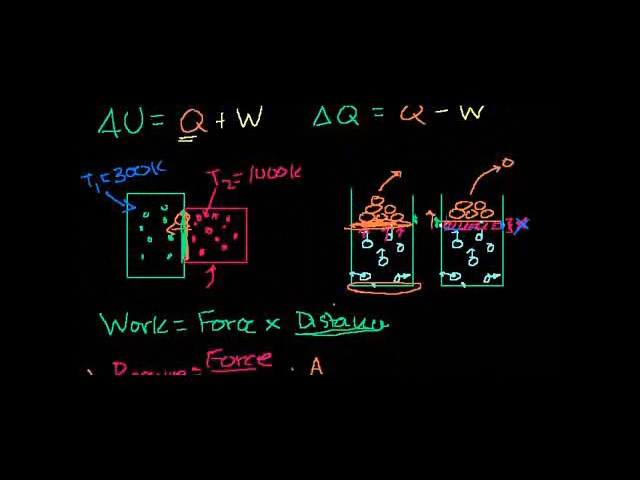 ΔU = Q + W
ΔQ = Q - W
T₁=300K
T₂=1000K
x
Work = Force x Distance
Force
A